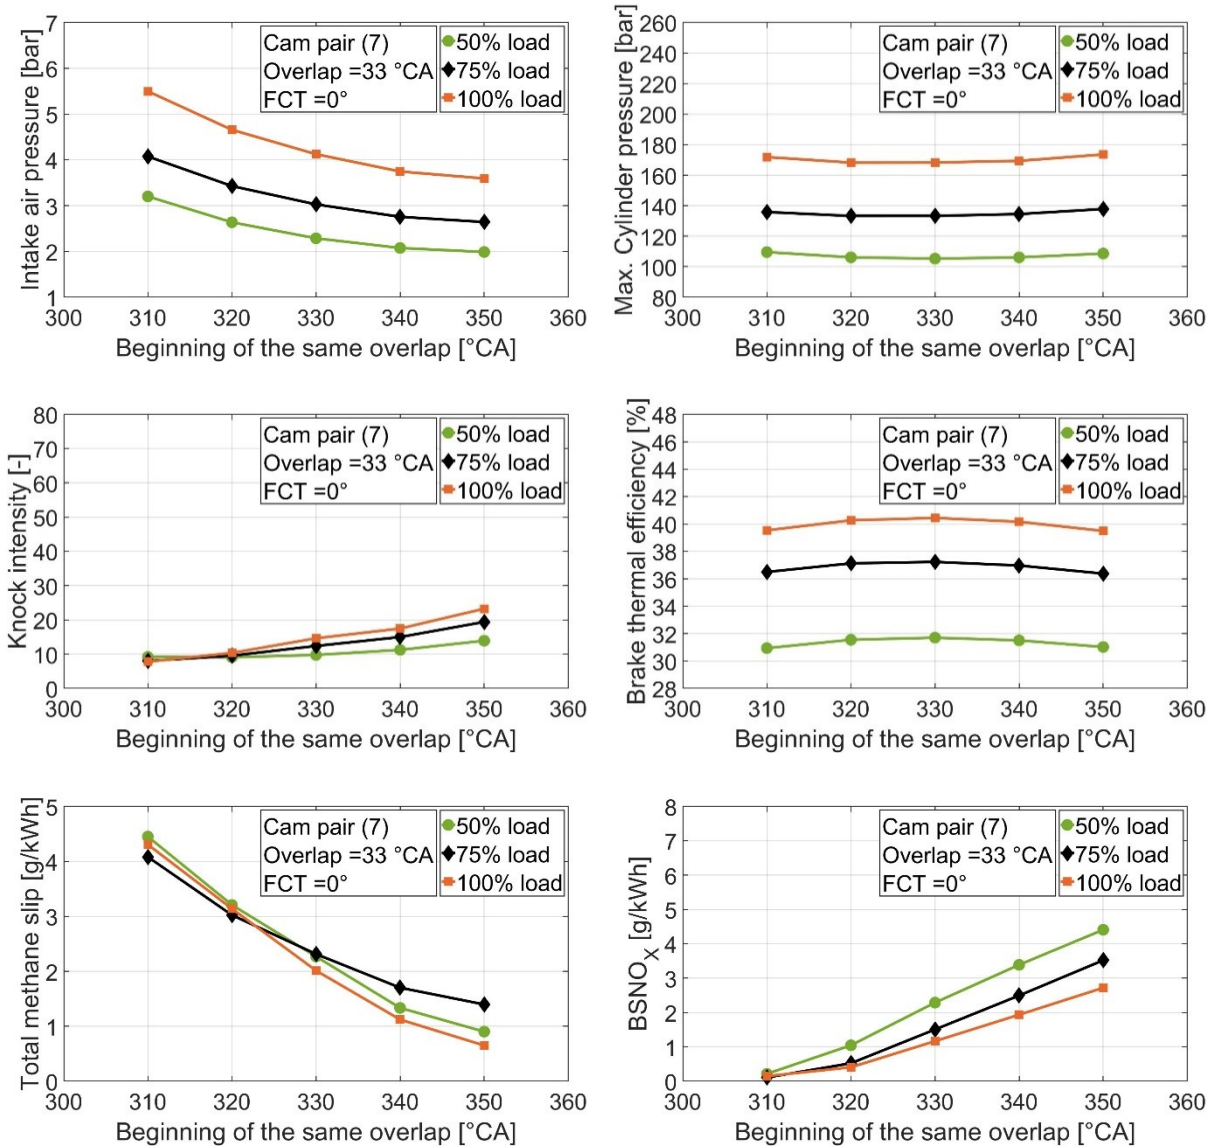 Intake air pressure [bar]
7
6
5
4
3
2
1
Cam pair (7)
Overlap =33 °CA
FCT =0°
50% load
75% load
100% load
300 310 320 330 340 350 360
Beginning of the same overlap [°CA]
Max. Cylinder pressure [bar]
260
240
220
200
180
160
140
120
100
80
Cam pair (7)
Overlap =33 °CA
FCT =0°
50% load
75% load
100% load
300 310 320 330 340 350 360
Beginning of the same overlap [°CA]
Knock intensity [-]
80
70
60
50
40
30
20
10
0
Cam pair (7)
Overlap =33 °CA
FCT =0°
50% load
75% load
100% load
300 310 320 330 340 350 360
Beginning of the same overlap [°CA]
Brake thermal efficiency [%]
48
46
44
42
40
38
36
34
32
30
28
Cam pair (7)
Overlap =33 °CA
FCT =0°
50% load
75% load
100% load
300 310 320 330 340 350 360
Beginning of the same overlap [°CA]
Total methane slip [g/kWh]
5
4
3
2
1
0
Cam pair (7)
Overlap =33 °CA
FCT =0°
50% load
75% load
100% load
300 310 320 330 340 350 360
Beginning of the same overlap [°CA]
BSNOX [g/kWh]
8
7
6
5
4
3
2
1
0
Cam pair (7)
Overlap =33 °CA
FCT =0°
50% load
75% load
100% load
300 310 320 330 340 350 360
Beginning of the same overlap [°CA]